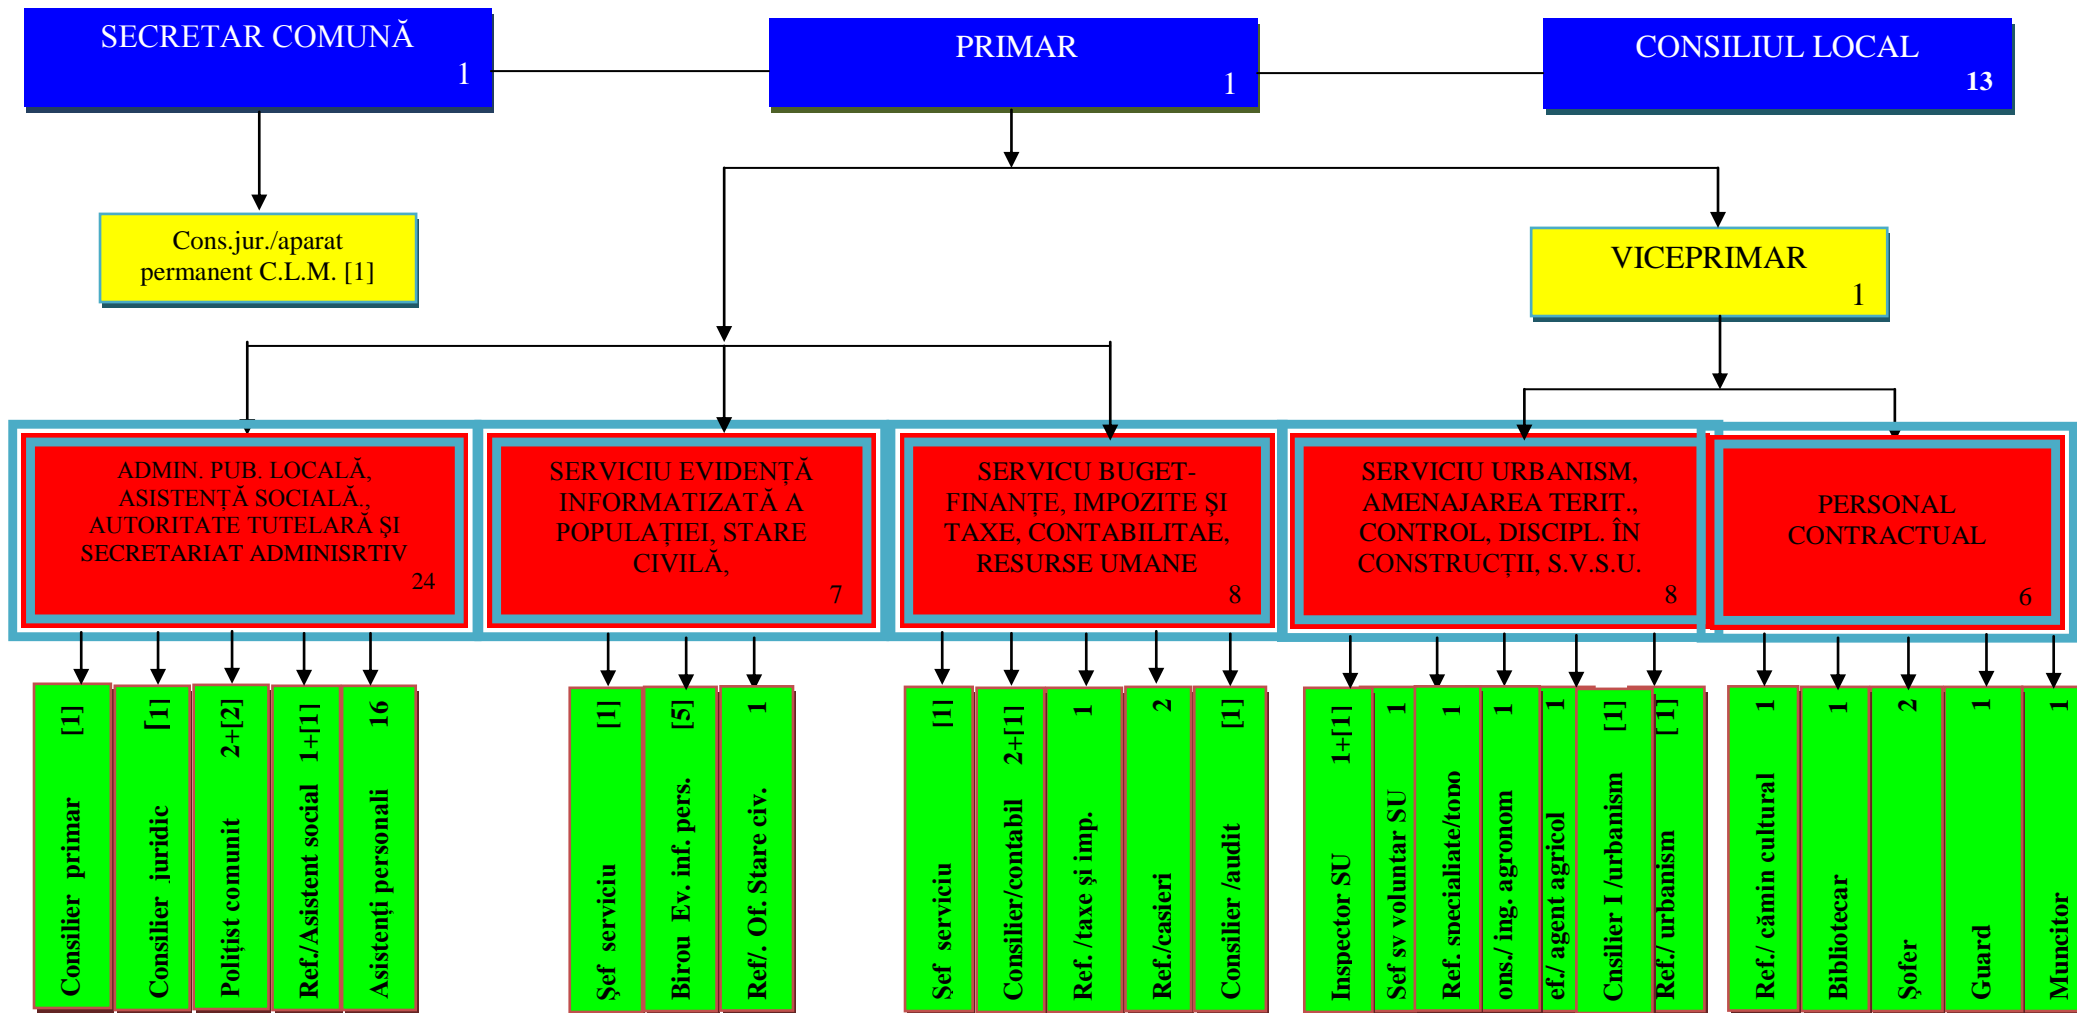 SECRETAR COMUNĂ
1
PRIMAR
1
CONSILIUL LOCAL
13
Cons.jur./aparat
permanent C.L.M. [1]
VICEPRIMAR
1
ADMIN. PUB. LOCALĂ,
ASISTENȚĂ SOCIALĂ.,
AUTORITATE TUTELARĂ ȘI
SECRETARIAT ADMINISRTIV
24
SERVICIU EVIDENȚĂ
INFORMATIZATĂ A
POPULAȚIEI, STARE
CIVILĂ,
7
SERVICU BUGET-
FINANȚE, IMPOZITE ŞI
TAXE, CONTABILITAE,
RESURSE UMANE
8
SERVICIU URBANISM,
AMENAJAREA TERIT.,
CONTROL, DISCIPL. ÎN
CONSTRUCȚII, S.V.S.U.
8
PERSONAL
CONTRACTUAL
6
Consilier primar [1]
Consilier juridic [1]
Polițist comunit 2+[2]
Ref./Asistent social 1+[1]
Asistenți personali 16
Şef serviciu [1]
Birou Ev. inf. pers. [5]
Ref/. Of. Stare civ. 1
Şef serviciu [1]
Consilier/contabil 2+[1]
Ref. /taxe şi imp. 1
Ref./casieri 2
Consilier /audit [1]
Inspector SU 1+[1]
Sef sv voluntar SU 1
Ref. specialiate/topo 1
ons./ ing. agronom 1
ef./ agent agricol 1
Cnsilier I /urbanism [1]
Ref./ urbanism [1]
Ref./ cămin cultural 1
Bibliotecar 1
Şofer 2
Guard 1
Muncitor 1